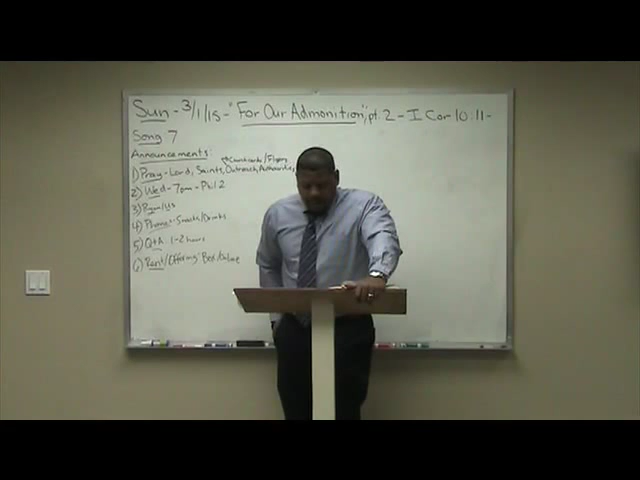 Sun - 3/1/15 - "For Our Admonition", pt. 2 - I Cor 10:11-
Song 7
Announcements:
1) Pray - Lord, Saints, Outreach, Authorities
2) Wed - 7pm - Phil 2
3)
4) Phones - Snacks/Drinks
5) Q+A 1-2 hours
6) Rent/Offering Box/Online